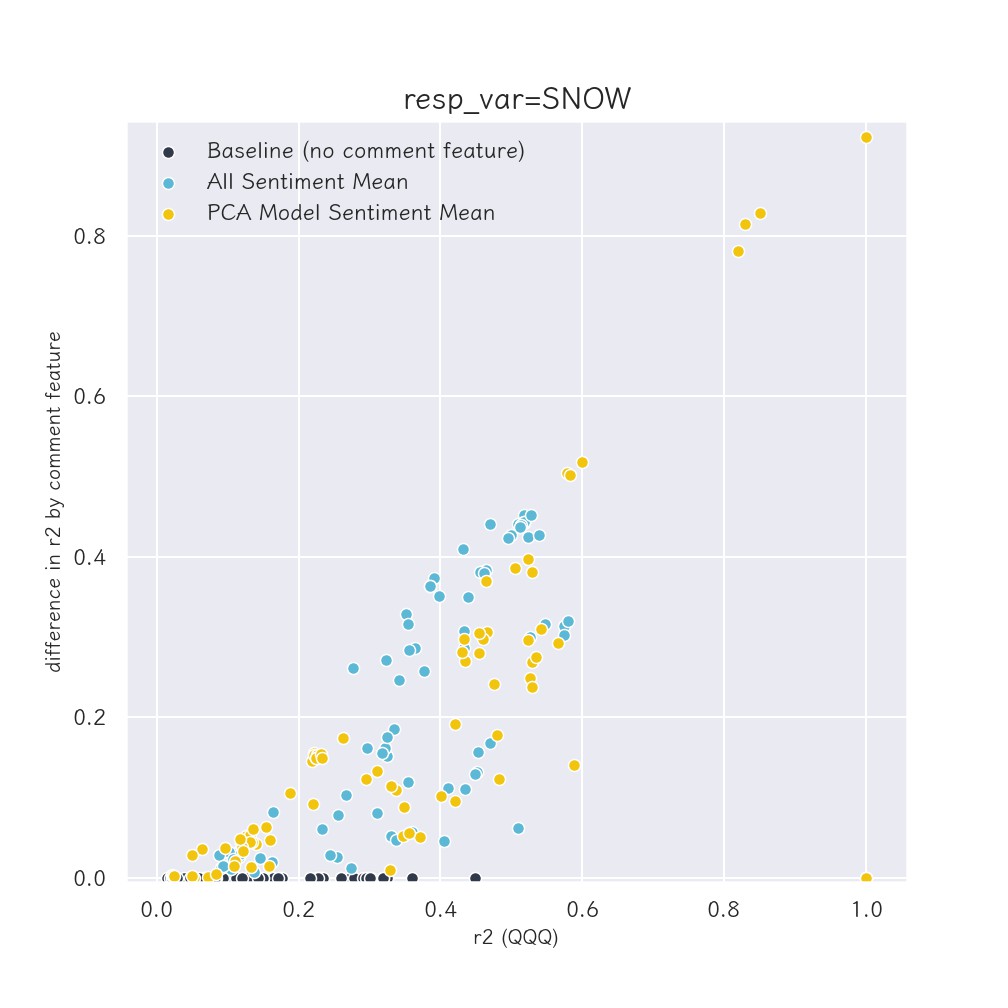 resp_var=SNOW
Baseline (no comment feature)
All Sentiment Mean
PCA Model Sentiment Mean
difference in r2 by comment feature
0.8
0.6
0.4
0.2
0.0
0.0 0.2 0.4 0.6 0.8 1.0
r2 (QQQ)